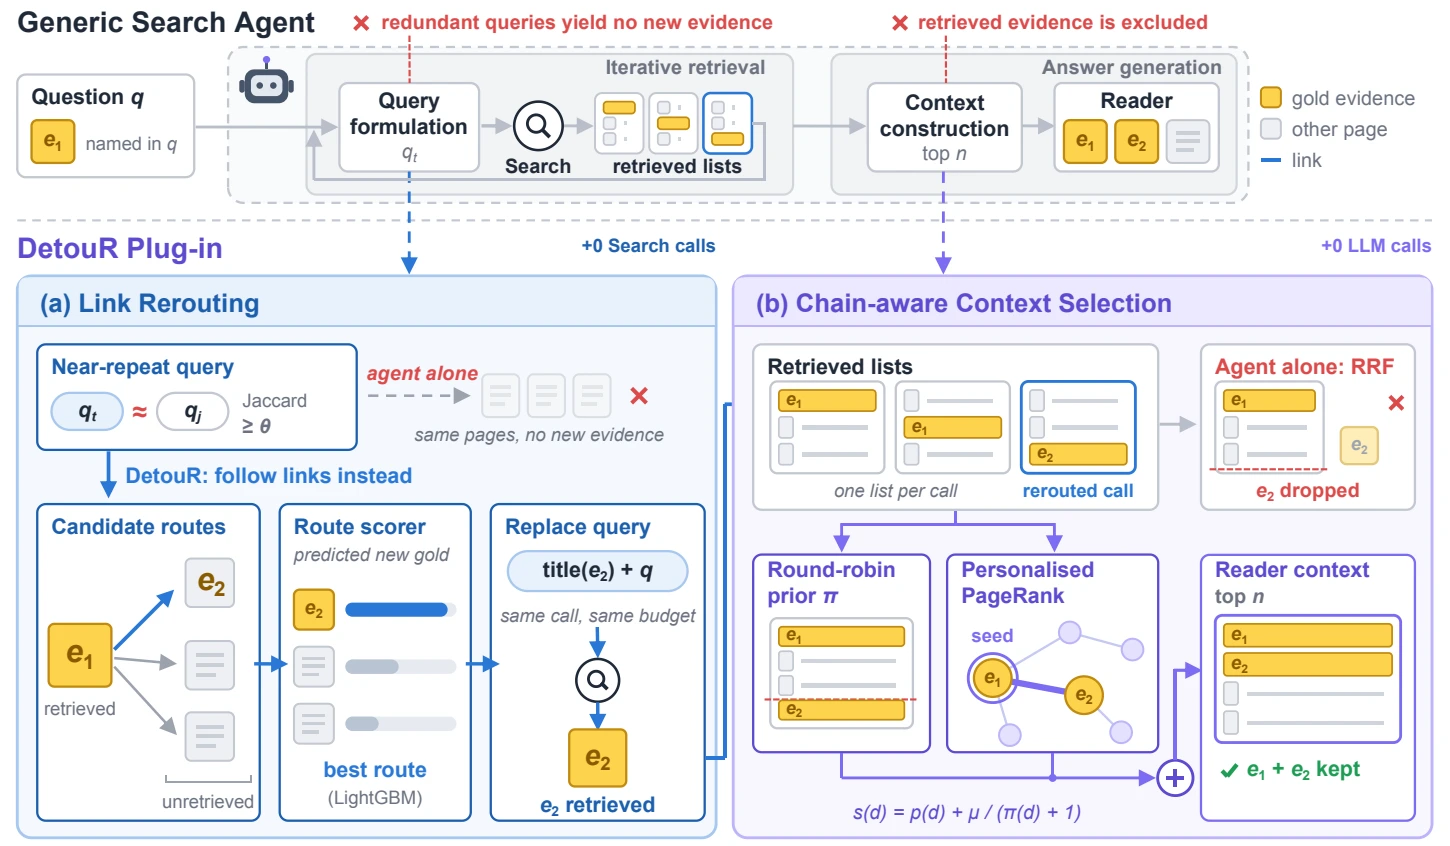 Generic Search Agent
✕ redundant queries yield no new evidence
✕ retrieved evidence is excluded
Question q
e1
named in q
Iterative retrieval
Query
formulation
qt
Search
retrieved lists
Answer generation
Context
construction
top n
Reader
e1
e2
gold evidence
other page
link
DetouR Plug-in
+0 Search calls
+0 LLM calls
(a) Link Rerouting
Near-repeat query
qt ≈ qj
Jaccard
≥ θ
agent alone
✕
same pages, no new evidence
DetouR: follow links instead
Candidate routes
e1
retrieved
e2
unretrieved
Route scorer
predicted new gold
e2
best route
(LightGBM)
Replace query
title(e2) + q
same call, same budget
e2
e2 retrieved
(b) Chain-aware Context Selection
Retrieved lists
e1
e1
e2
one list per call
rerouted call
Agent alone: RRF
e1
✕
e2
e2 dropped
Round-robin
prior π
e1
e2
Personalised
PageRank
seed
e1
e2
s(d) = p(d) + μ / (π(d) + 1)
+
Reader context
top n
e1
e2
✓ e1 + e2 kept